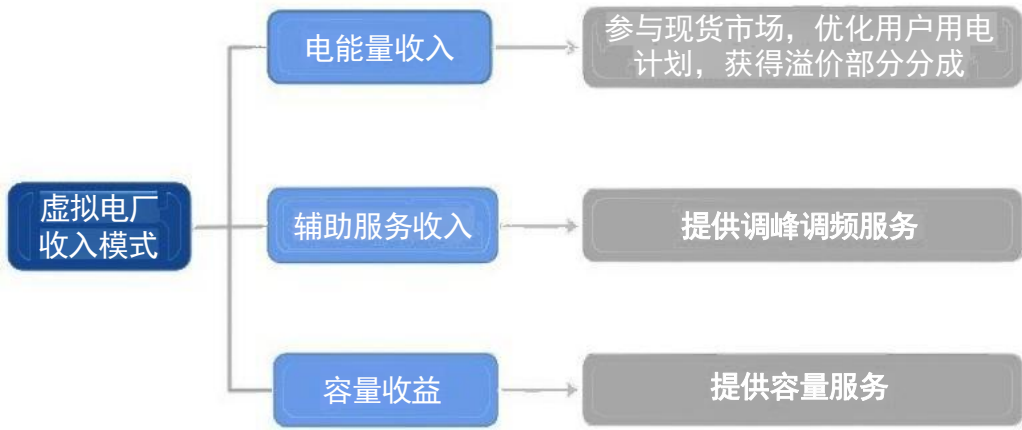 电能量收入
参与现货市场，优化用户用电
计划，获得溢价部分分成
虚拟电厂
收入模式
辅助服务收入
提供调峰调频服务
容量收益
提供容量服务